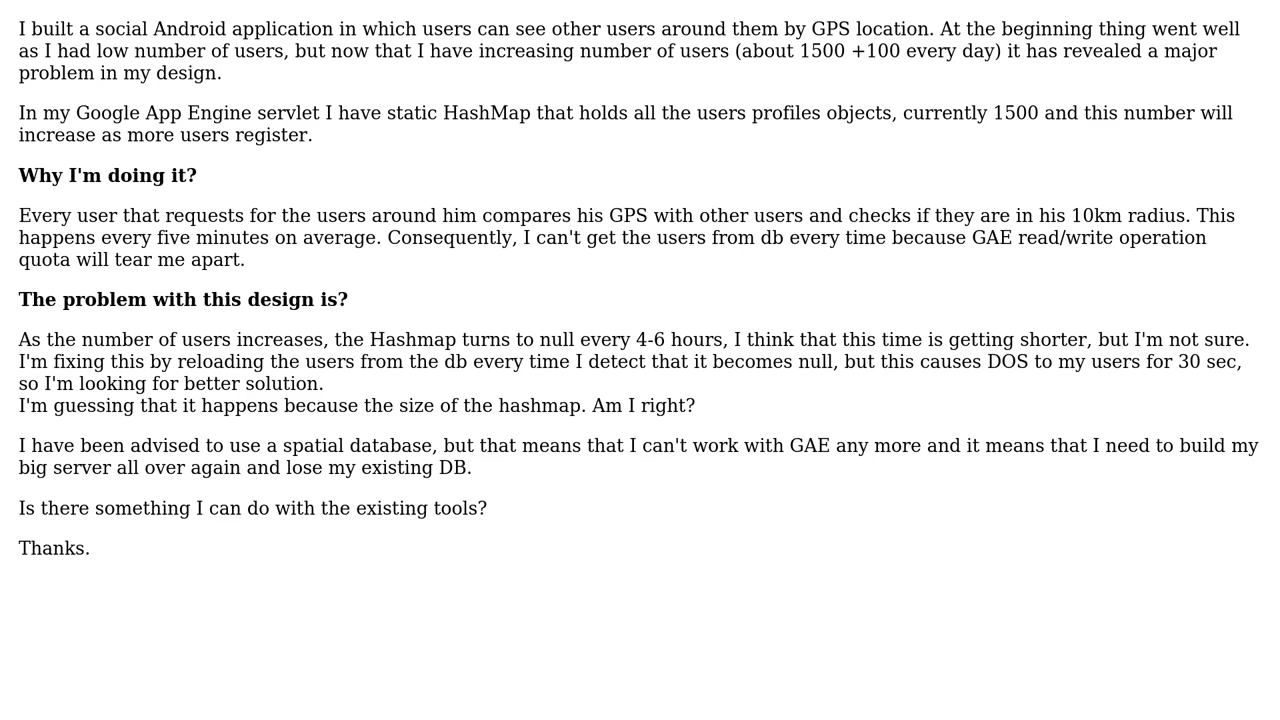 I built a social Android application in which users can see other users around them by GPS location. At the beginning thing went well
as I had low number of users, but now that I have increasing number of users (about 1500 +100 every day) it has revealed a major
problem in my design.
In my Google App Engine servlet I have static HashMap that holds all the users profiles objects, currently 1500 and this number will
increase as more users register.
Why I'm doing it?
Every user that requests for the users around him compares his GPS with other users and checks if they are in his 10km radius. This
happens every five minutes on average. Consequently, I can't get the users from db every time because GAE read/write operation
quota will tear me apart.
The problem with this design is?
As the number of users increases, the Hashmap turns to null every 4-6 hours, I think that this time is getting shorter, but I'm not sure.
I'm fixing this by reloading the users from the db every time I detect that it becomes null, but this causes DOS to my users for 30 sec,
so I'm looking for better solution.
I'm guessing that it happens because the size of the hashmap. Am I right?
I have been advised to use a spatial database, but that means that I can't work with GAE any more and it means that I need to build my
big server all over again and lose my existing DB.
Is there something I can do with the existing tools?
Thanks.